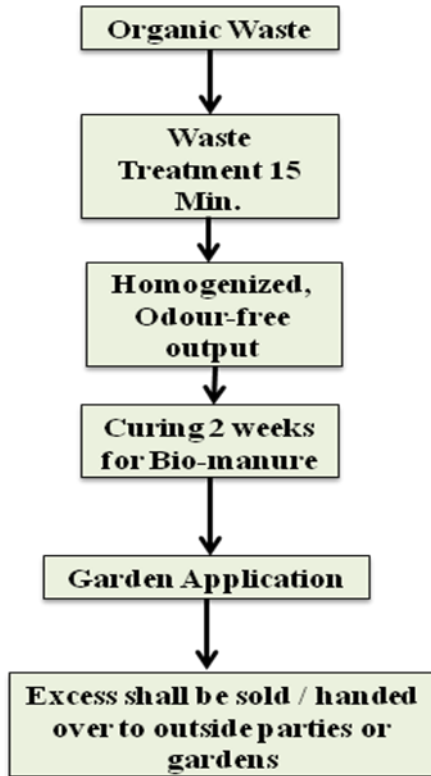 Organic Waste
Waste
Treatment 15
Min.
Homogenized,
Odour-free
output
Curing 2 weeks
for Bio-manure
Garden Application
Excess shall be sold / handed
over to outside parties or
gardens